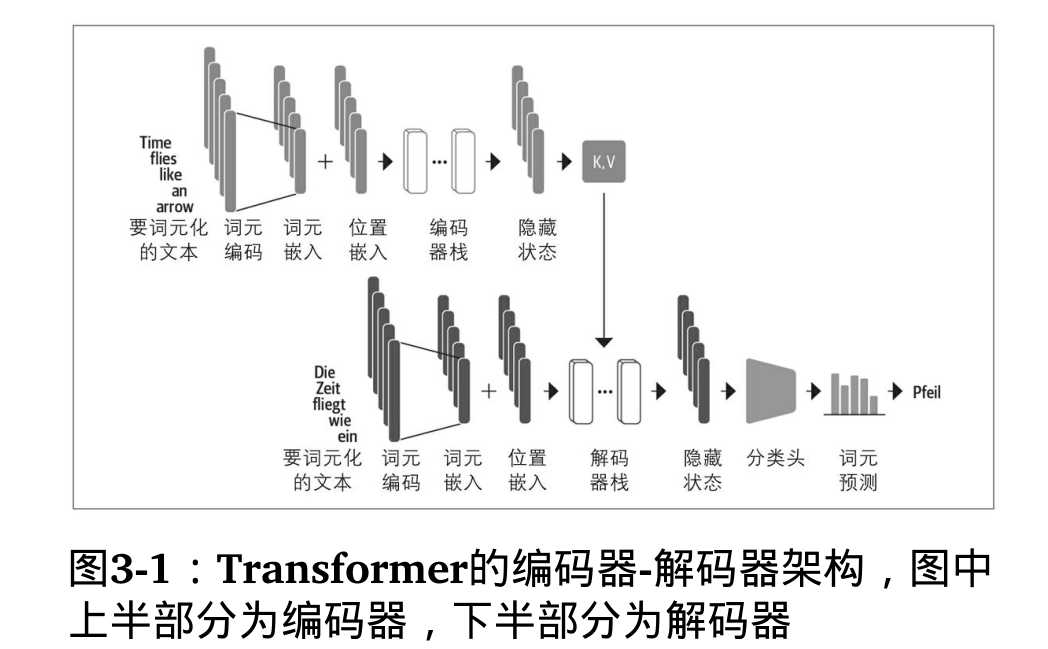 Time
flies
like
an
arrow
要词元化
的文本
词元
编码
词元
嵌入
+
位置
嵌入
...
编码
器栈
隐藏
状态
K,V
Die
Zeit
fliegt
wie
ein
要词元化
的文本
词元
编码
词元
嵌入
+
位置
嵌入
...
解码
器栈
隐藏
状态
分类头
词元
预测
Pfeil
图3-1：Transformer的编码器-解码器架构，图中
上半部分为编码器，下半部分为解码器